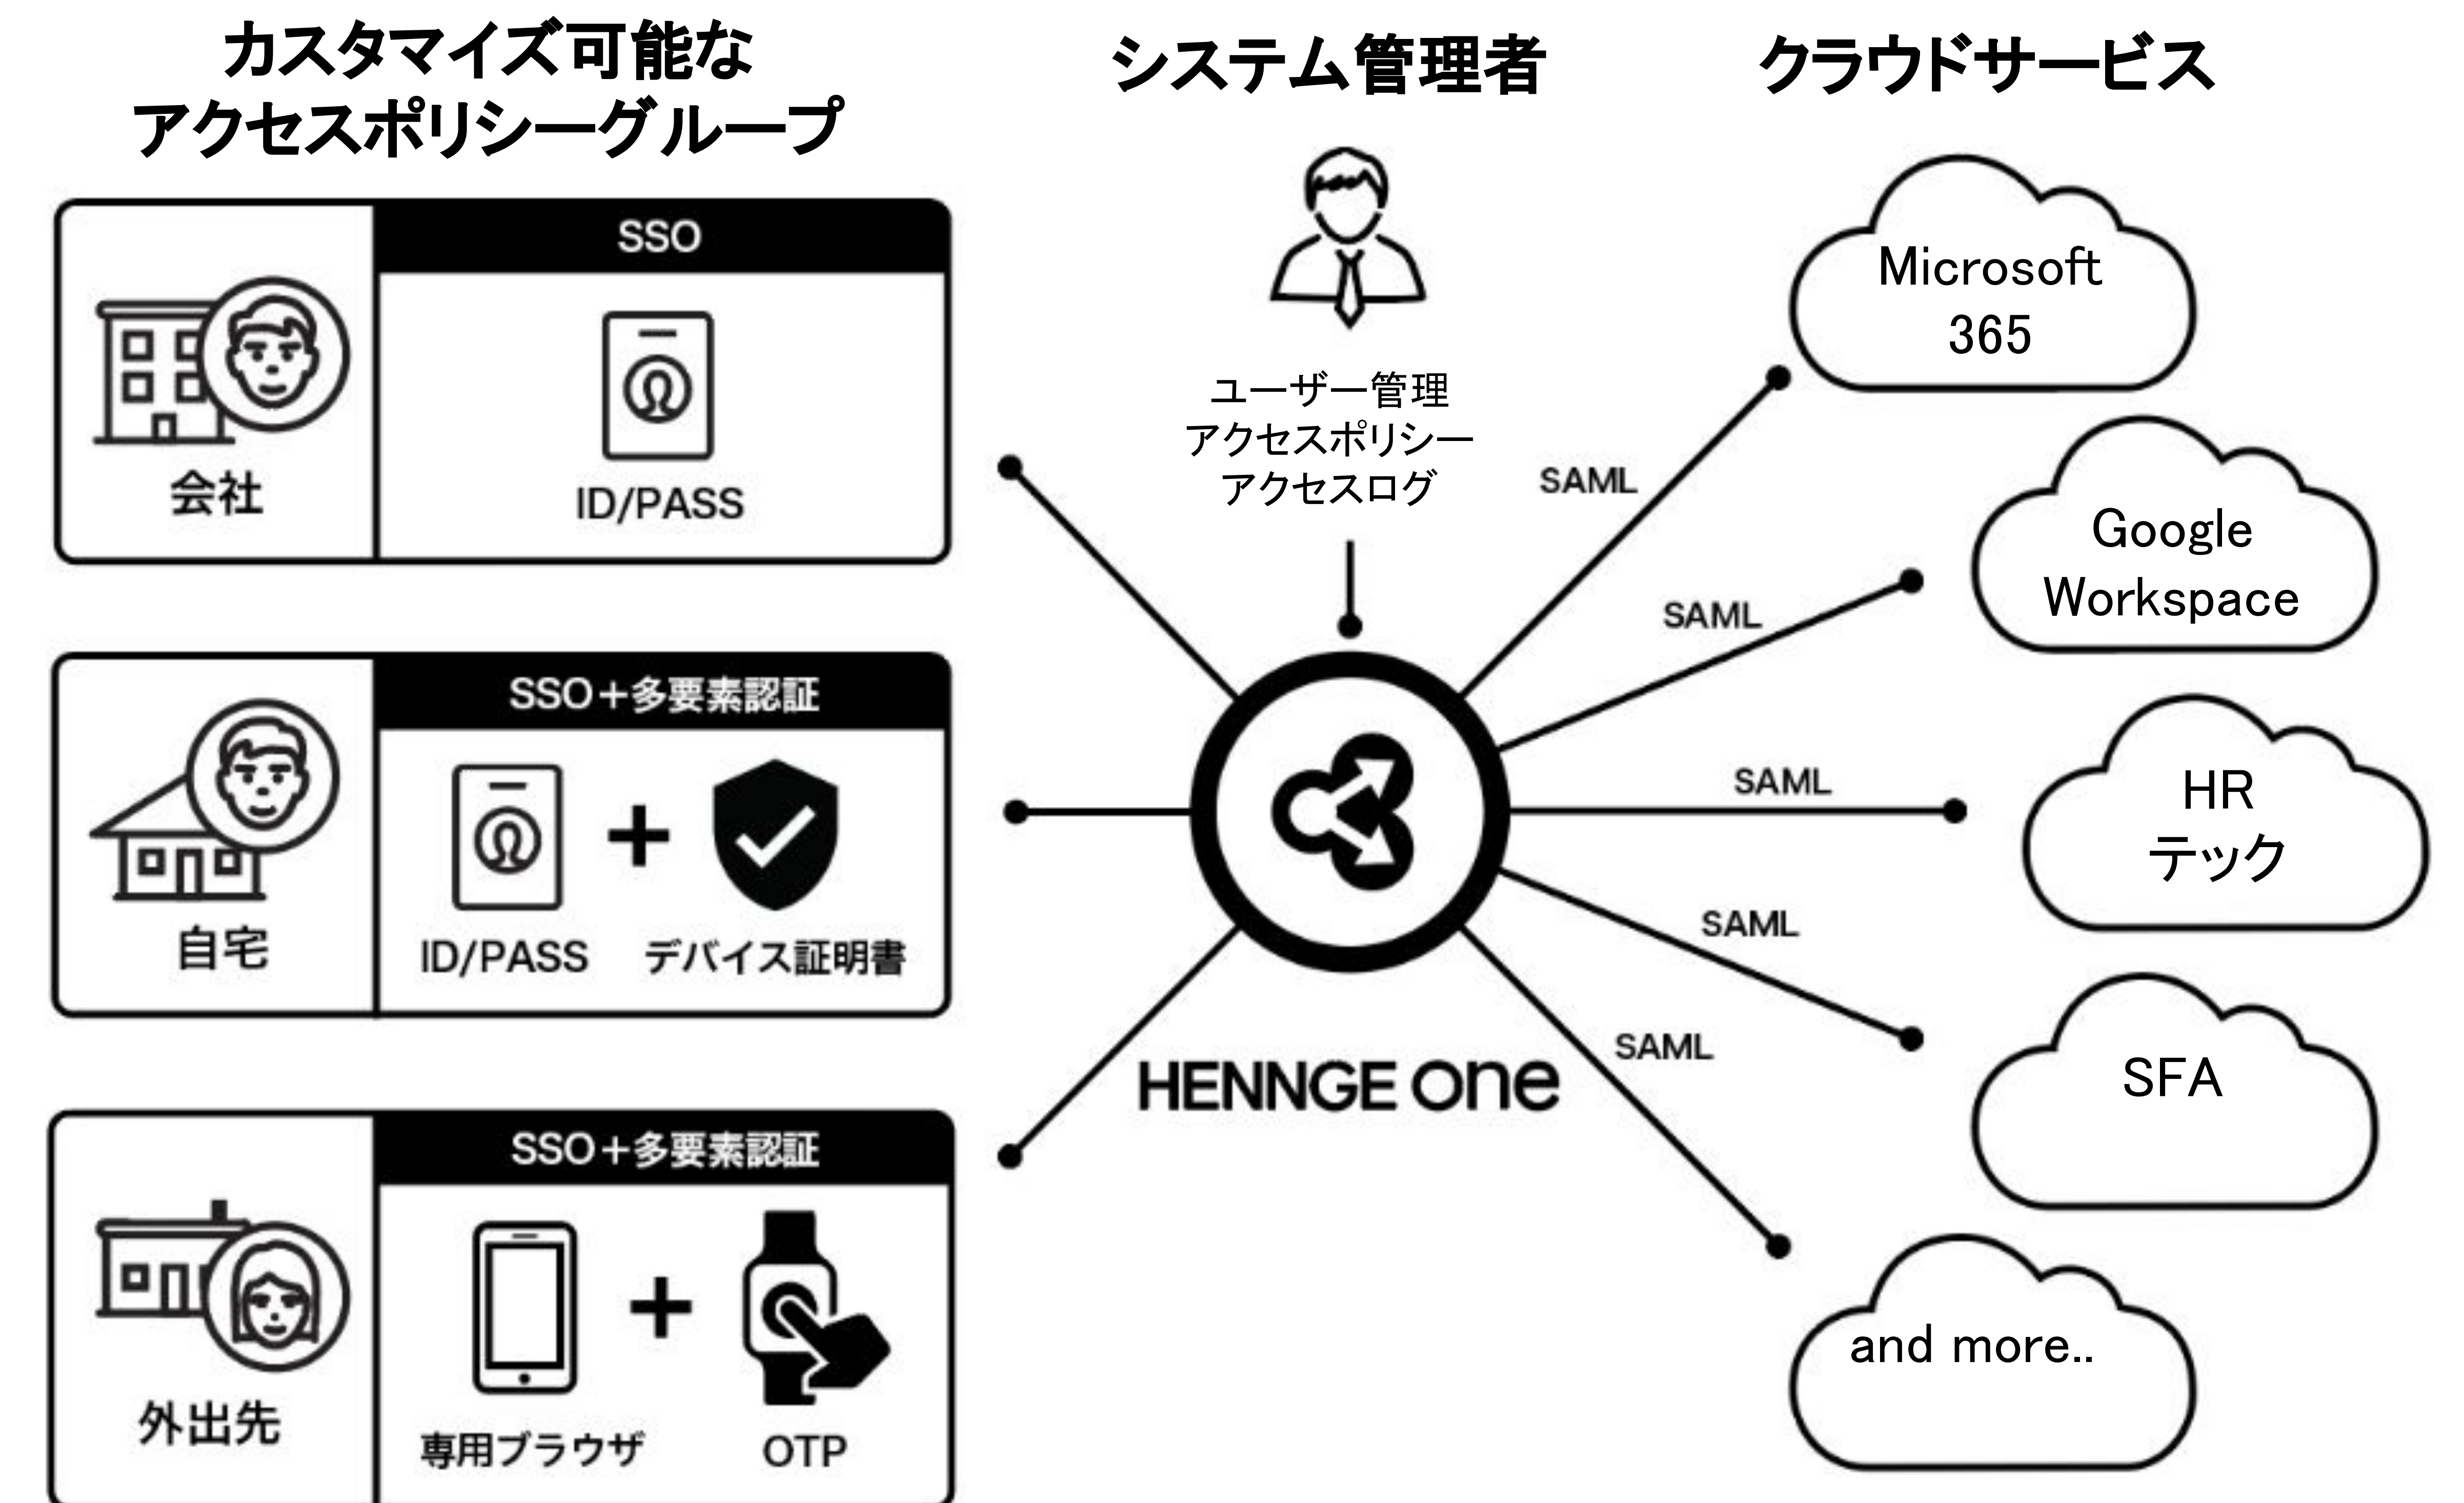 カスタマイズ可能な
アクセスポリシーグループ
SSO
会社
ID/PASS
SSO+多要素認証
自宅
ID/PASS
デバイス証明書
SSO+多要素認証
外出先
専用ブラウザ
OTP
システム管理者
ユーザー管理
アクセスポリシー
アクセスログ
HENNGE one
SAML
SAML
SAML
SAML
SAML
クラウドサービス
Microsoft
365
Google
Workspace
HR
テック
SFA
and more..